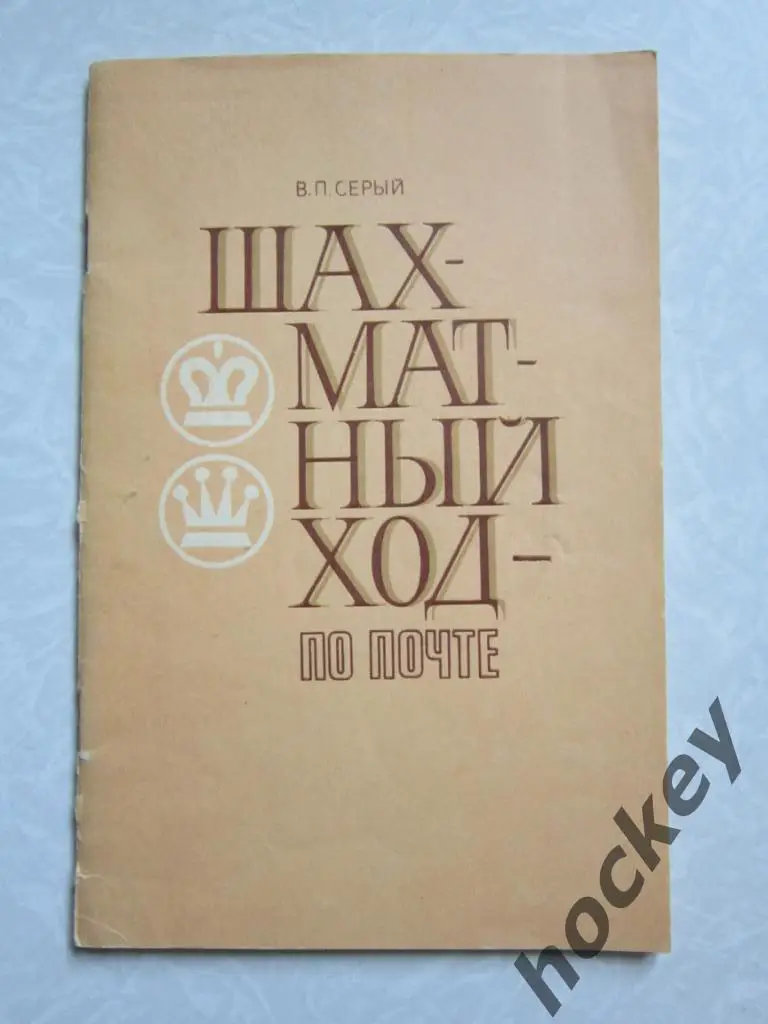 В.П. СЕРЫЙ
ШАХ-
МАТ-
НЫЙ
ХОД-
ПО ПОЧТЕ
hockey